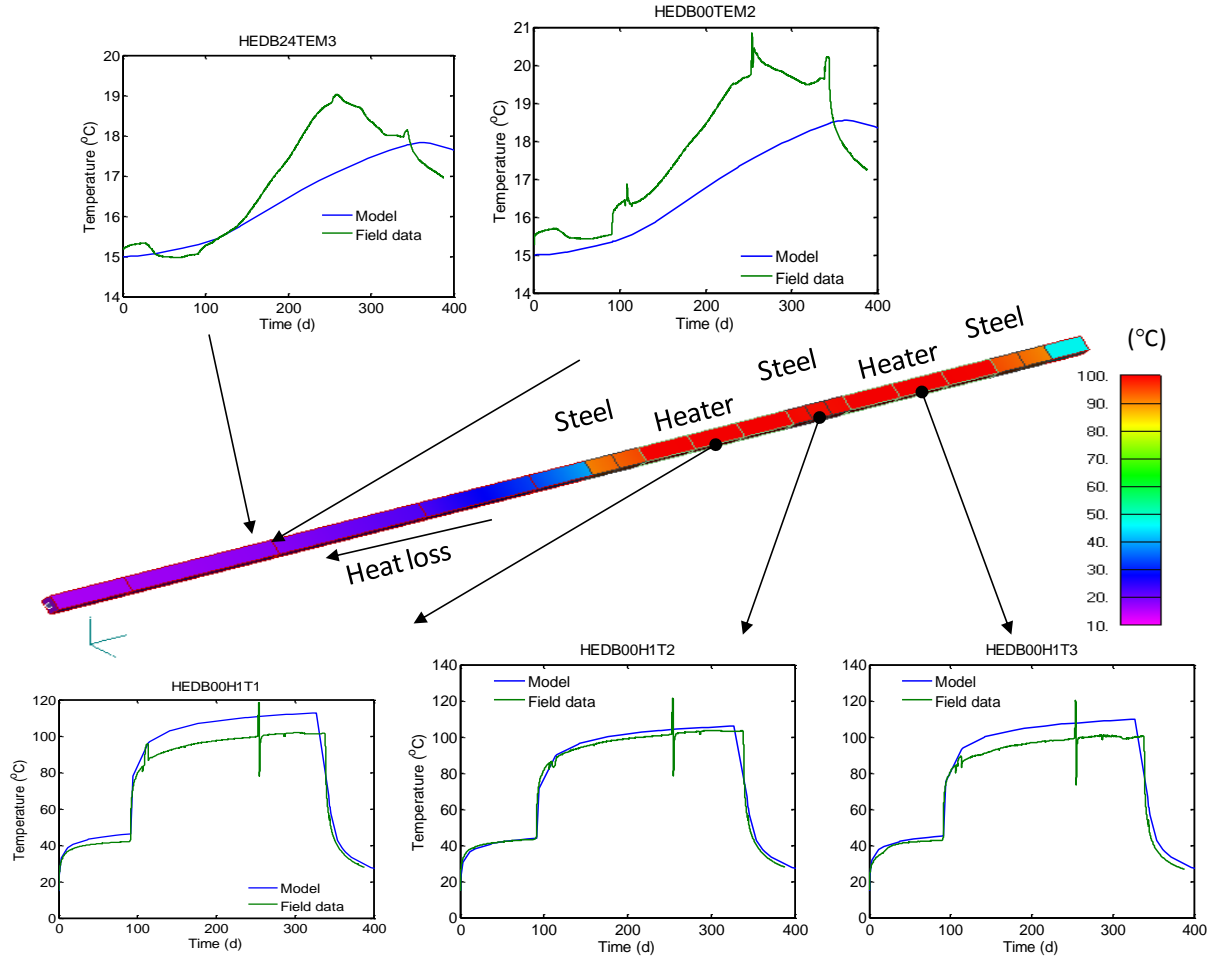 HEDB24TEM3
20
19
18
17
16
15
14
0
100
200
300
400
Temperature (°C)
Time (d)
Model
Field data
HEDB00TEM2
21
20
19
18
17
16
15
14
0
100
200
300
400
Temperature (°C)
Time (d)
Model
Field data
Steel
Heater
Steel
Heater
Steel
Heat loss
(°C)
100.
90.
80.
70.
60.
50.
40.
30.
20.
10.
HEDB00H1T1
120
100
80
60
40
20
0
0
100
200
300
400
Temperature (°C)
Time (d)
Model
Field data
HEDB00H1T2
140
120
100
80
60
40
20
0
0
100
200
300
400
Temperature (°C)
Time (d)
Model
Field data
HEDB00H1T3
140
120
100
80
60
40
20
0
0
100
200
300
400
Temperature (°C)
Time (d)
Model
Field data